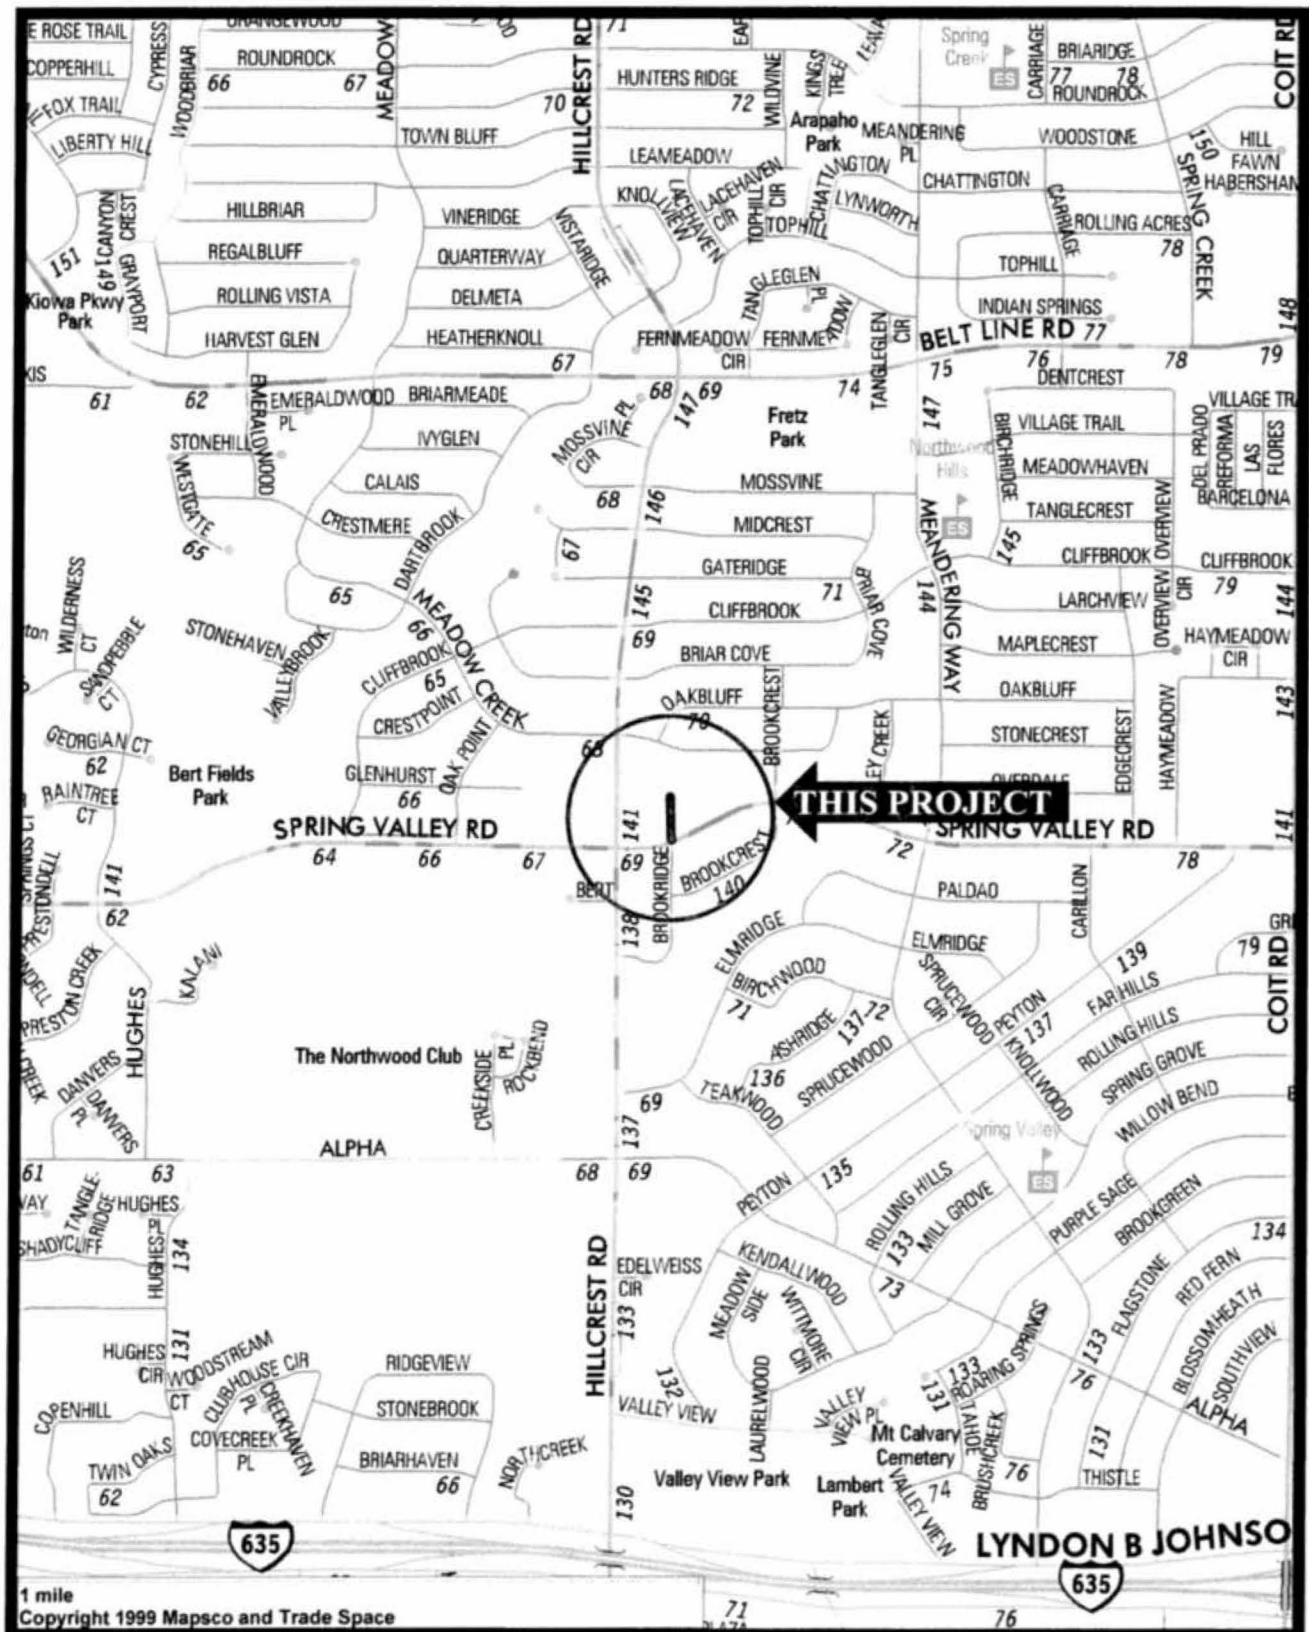 E ROSE TRAIL
COPPERHILL
FOX TRAIL
LIBERTY HILL
CYPRESS
WOODBRIAR
ORANGEWOOD
ROUNDROCK
66
67
MEADOW
71
HILLCREST RD
70
TOWN BLUFF
HUNTERS RIDGE
72
WILDVINE
KINGS
TREE
Arapaho
Park
MEANDERING
PL
Spring
Creek
ES
CARRIAGE
BRIARIDGE
77
78
ROUNDROCK
COIT RD
WOODSTONE
150
HILL
FAWN
HABERSHAM
SPRING CREEK
LEAMEADOW
CHATTINGTON
CHATTINGTON
LYNWORTH
KNOLLVIEW
LACEHAVEN
LACEHAVEN
CIR
TOPHILL
CIR
TOPHILL
CARRIAGE
ROLLING ACRES
78
TOPHILL
INDIAN SPRINGS
HILLBRIAR
VINERIDGE
VISTARIDGE
REGALBLUFF
QUARTERWAY
ROLLING VISTA
DELMETA
HARVEST GLEN
HEATHERKNOLL
67
CANYON
CREST
149
GRAYPORT
151
Kiowa Pkwy
Park
TANGLEGLEN
PL
FERNMEADOW
CIR
TANGLEGLEN
CIR
BELT LINE RD
77
148
61
62
68
69
74
75
76
78
79
EMERALDWOOD
PL
EMERALDWOOD
BRIARMEADE
STONEHILL
IVYGLEN
WESTGATE
65
CALAIS
CRESTMERE
DARTBROOK
MOSSVINE PL
MOSSVINE
CIR
147
Fretz
Park
147
DENTCREST
VILLAGE TRAIL
BIRCHRIDGE
MEADOWHAVEN
TANGLECREST
DEL PRADO
REFORMA
LAS
FLORES
BARCELONA
Northwood
Hills
ES
68
146
MOSSVINE
MIDCREST
67
GATERIDGE
71
145
CLIFFBROOK
69
BRIAR COVE
BRIAR COVE
MEANDERING WAY
144
145
CLIFFBROOK
OVERVIEW
OVERVIEW
CIR
CLIFFBROOK
79
144
LARCHVIEW
MAPLECREST
HAYMEADOW
CIR
143
WILDERNESS
CT
SANDPEBBLE
CT
STONEHAVEN
VALLEYBROOK
65
66
MEADOW CREEK
CLIFFBROOK
65
CRESTPOINT
OAK POINT
GLENHURST
66
GEORGIAN CT
62
RAINTREE
CT
Bert Fields
Park
SPRING VALLEY RD
OAKBLUFF
70
BROOKCREST
68
OAKBLUFF
STONECREST
OVERDALE
EDGECREST
HAYMEADOW
THIS PROJECT
SPRING VALLEY RD
141
141
64
66
67
69
72
78
141
62
BERT
BROOKRIDGE
BROOKCREST
140
138
PALDAO
CARILLON
ELMRIDGE
ELMRIDGE
BIRCHWOOD
71
SPRUCEWOOD
CIR
139
79
COIT RD
PRESTON CREEK
HUGHES
KALANI
DANVERS
DANVERS
PL
The Northwood Club
CREEKSIDE
PL
ROCKBEND
ASHRIDGE
137
72
136
TEAKWOOD
SPRUCEWOOD
PEYTON
137
KNOLLWOOD
FAR HILLS
ROLLING HILLS
SPRING GROVE
WILLOW BEND
Spring Valley
ES
69
137
ALPHA
61
63
68
69
PEYTON
135
ROLLING HILLS
133
MILL GROVE
73
PURPLE SAGE
BROOKGREEN
134
TANGLE-
RIDGE
HUGHES
PL
SHADYCLIFF
HUGHES
134
HILLCREST RD
EDELWEISS
CIR
133
KENDALLWOOD
MEADOW
SIDE
WITTMORE
CIR
FLAGSTONE
RED FERN
BLOSSOMHEATH
SOUTHVIEW
133
76
ALPHA
HUGHES
CIR
131
WOODSTREAM
CT
CLUB HOUSE CIR
PL
CREEKHAVEN
COPENHILL
COVECREEK
PL
TWIN OAKS
62
RIDGEVIEW
STONEBROOK
BRIARHAVEN
66
NORTHCREEK
132
VALLEY VIEW
LAURELWOOD
VALLEY
VIEW PL
133
131
ROARING SPRINGS
TAHOE
BRUSHCREEK
Mt Calvary
Cemetery
Valley View Park
Lambert
Park
VALLEY VIEW
74
76
131
THISTLE
130
635
LYNDON B JOHNSO
635
1 mile
Copyright 1999 Mapsco and Trade Space
71
76